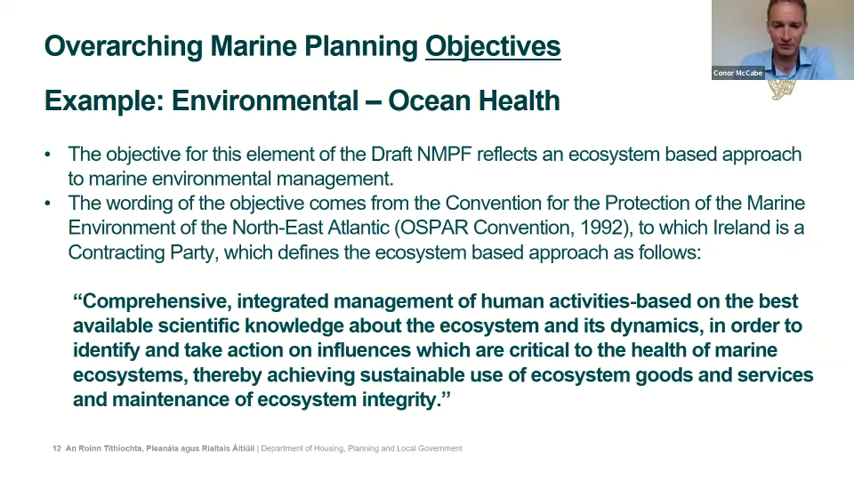 Overarching Marine Planning Objectives
Conor McCabe
Example: Environmental – Ocean Health
• The objective for this element of the Draft NMPF reflects an ecosystem based approach
to marine environmental management.
• The wording of the objective comes from the Convention for the Protection of the Marine
Environment of the North-East Atlantic (OSPAR Convention, 1992), to which Ireland is a
Contracting Party, which defines the ecosystem based approach as follows:
“Comprehensive, integrated management of human activities-based on the best
available scientific knowledge about the ecosystem and its dynamics, in order to
identify and take action on influences which are critical to the health of marine
ecosystems, thereby achieving sustainable use of ecosystem goods and services
and maintenance of ecosystem integrity.”
12 An Roinn Tithíochta, Pleanála agus Rialtais Áitiúil | Department of Housing, Planning and Local Government